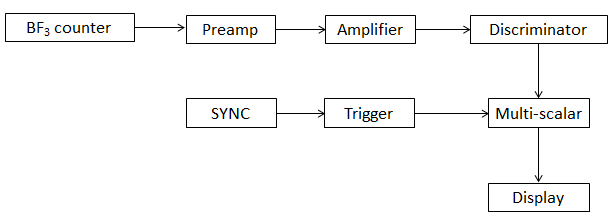 BF₃ counter
Preamp
Amplifier
Discriminator
SYNC
Trigger
Multi-scalar
Display